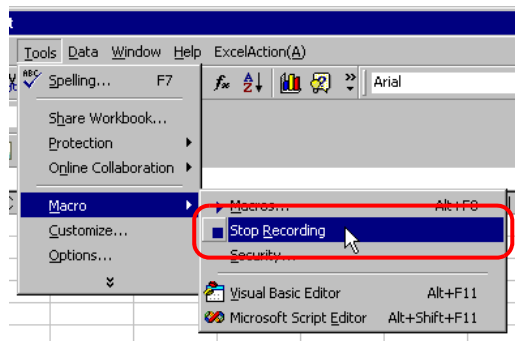 Tools Data Window Help ExcelAction(A)
ABC Spelling... F7
Arial
Share Workbook...
Protection
Online Collaboration
Macro
Macros... Alt+F8
Customize...
Stop Recording
Options...
Security...
Visual Basic Editor Alt+F11
Microsoft Script Editor Alt+Shift+F11